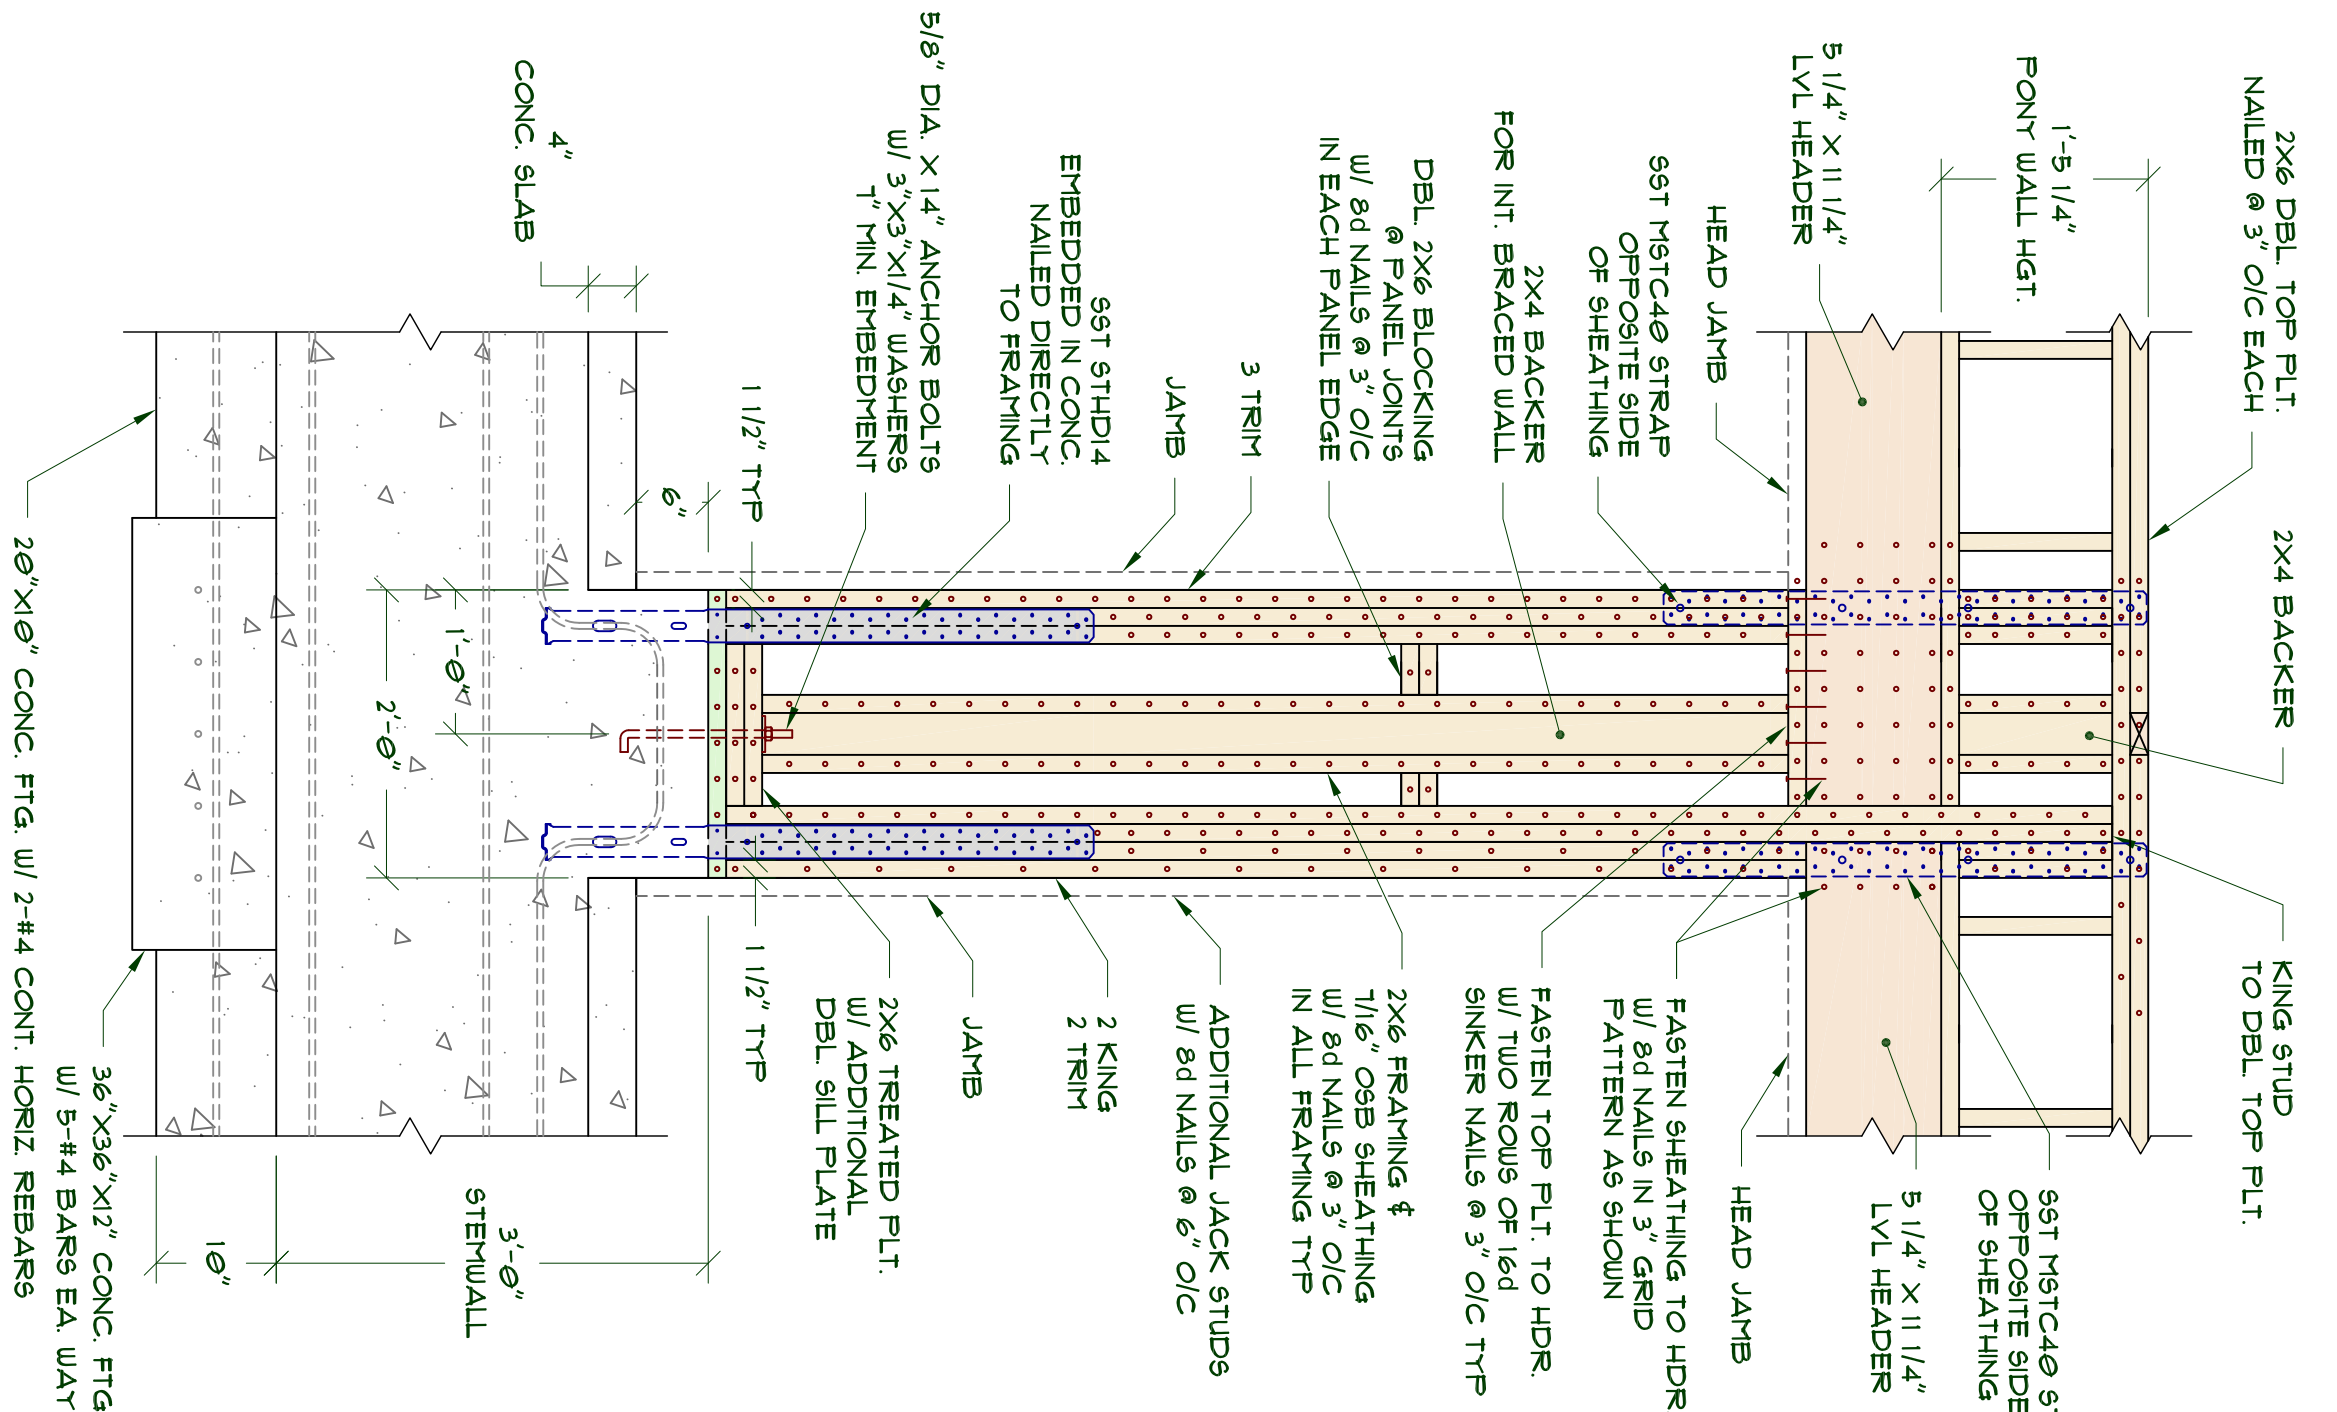 2X6 DBL. TOP PLT.
NAILED @ 3" O/C EACH
2X4 BACKER
KING STUD
TO DBL. TOP PLT.
1'-5 1/4"
PONY WALL HGT.
5 1/4" X 11 1/4"
LVL HEADER
HEAD JAMB
SST MSTC40 STRAP
OPPOSITE SIDE
OF SHEATHING
2X4 BACKER
FOR INT. BRACED WALL
DBL. 2X6 BLOCKING
@ PANEL JOINTS
W/ 8d NAILS @ 3" O/C
IN EACH PANEL EDGE
3 TRIM
JAMB
SST STHD14
EMBEDDED IN CONC.
NAILED DIRECTLY
TO FRAMING
5/8" DIA. X 14" ANCHOR BOLTS
W/ 3"X3"X1/4" WASHERS
7" MIN. EMBEDMENT
1 1/2" TYP
6"
4"
CONC. SLAB
1'-0"
2'-0"
SST MSTC40 S
OPPOSITE SIDE
OF SHEATHING
5 1/4" X 11 1/4"
LVL HEADER
HEAD JAMB
FASTEN SHEATHING TO HDR
W/ 8d NAILS IN 3" GRID
PATTERN AS SHOWN
FASTEN TOP PLT. TO HDR.
W/ TWO ROWS OF 16d
SINKER NAILS @ 3" O/C TYP
2X6 FRAMING &
7/16" OSB SHEATHING
W/ 8d NAILS @ 3" O/C
IN ALL FRAMING TYP
ADDITIONAL JACK STUDS
W/ 8d NAILS @ 6" O/C
2 KING
2 TRIM
JAMB
2X6 TREATED PLT.
W/ ADDITIONAL
DBL. SILL PLATE
1 1/2" TYP
3'-0"
STEMWALL
10"
36"X36"X12" CONC. FTG
W/ 5-#4 BARS EA. WAY
20"X10" CONC. FTG. W/ 2-#4 CONT. HORIZ. REBARS